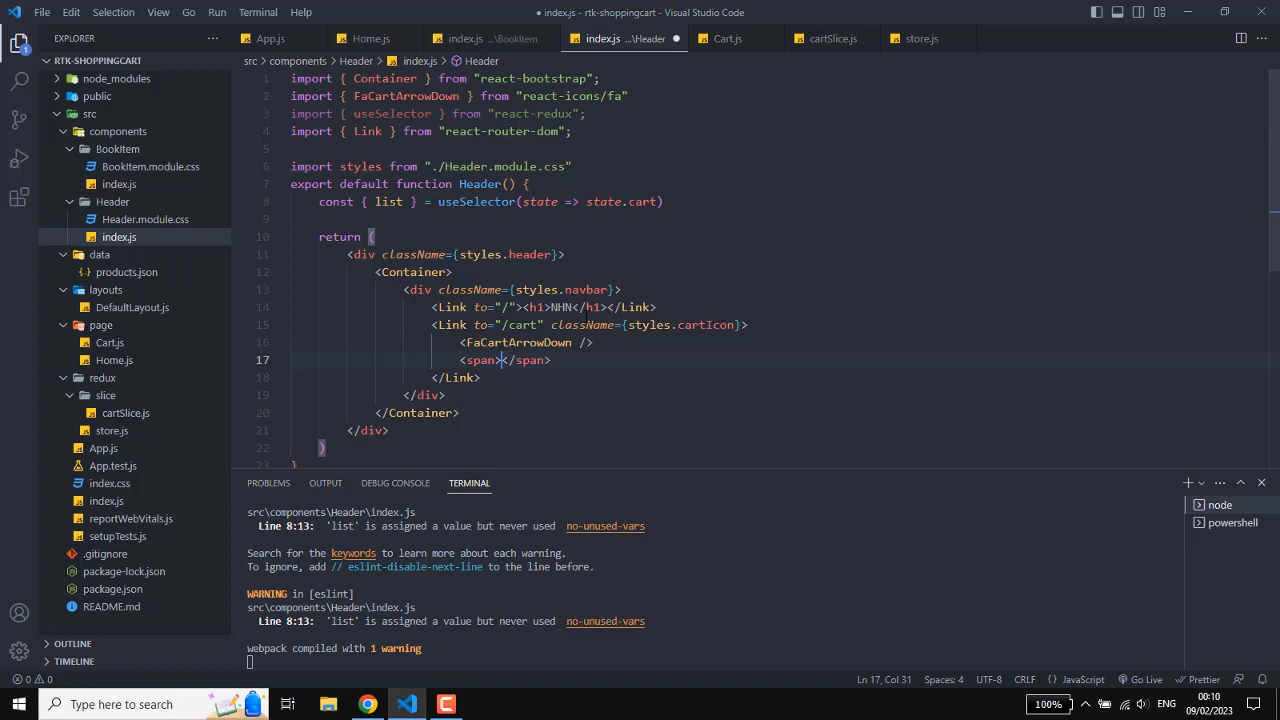 File Edit Selection View Go Run Terminal Help
● index.js - rtk-shoppingcart - Visual Studio Code
EXPLORER
App.js
Home.js
index.js ...\BookItem
index.js ...\Header
Cart.js
cartSlice.js
store.js
RTK-SHOPPINGCART
node_modules
public
src
components
BookItem
BookItem.module.css
index.js
Header
Header.module.css
index.js
data
products.json
layouts
DefaultLayout.js
page
Cart.js
Home.js
redux
slice
cartSlice.js
store.js
App.js
App.test.js
index.css
index.js
reportWebVitals.js
setupTests.js
.gitignore
package-lock.json
package.json
README.md
OUTLINE
TIMELINE
src > components > Header > index.js > Header
1 import { Container } from "react-bootstrap";
2 import { FaCartArrowDown } from "react-icons/fa"
3 import { useSelector } from "react-redux";
4 import { Link } from "react-router-dom";
5
6 import styles from "./Header.module.css"
7 export default function Header() {
8 const { list } = useSelector(state => state.cart)
9
10 return (
11 <div className={styles.header}>
12 <Container>
13 <div className={styles.navbar}>
14 <Link to="/"><h1>NHN</h1></Link>
15 <Link to="/cart" className={styles.cartIcon}>
16 <FaCartArrowDown />
17 <span></span>
18 </Link>
19 </div>
20 </Container>
21 </div>
22 )
23 }
PROBLEMS OUTPUT DEBUG CONSOLE TERMINAL
node
powershell
src\components\Header\index.js
Line 8:13: 'list' is assigned a value but never used no-unused-vars
Search for the keywords to learn more about each warning.
To ignore, add // eslint-disable-next-line to the line before.
WARNING in [eslint]
src\components\Header\index.js
Line 8:13: 'list' is assigned a value but never used no-unused-vars
webpack compiled with 1 warning
0 0
Ln 17, Col 31 Spaces: 4 UTF-8 CRLF JavaScript Go Live Prettier
Type here to search
100%
ENG
00:10
09/02/2023